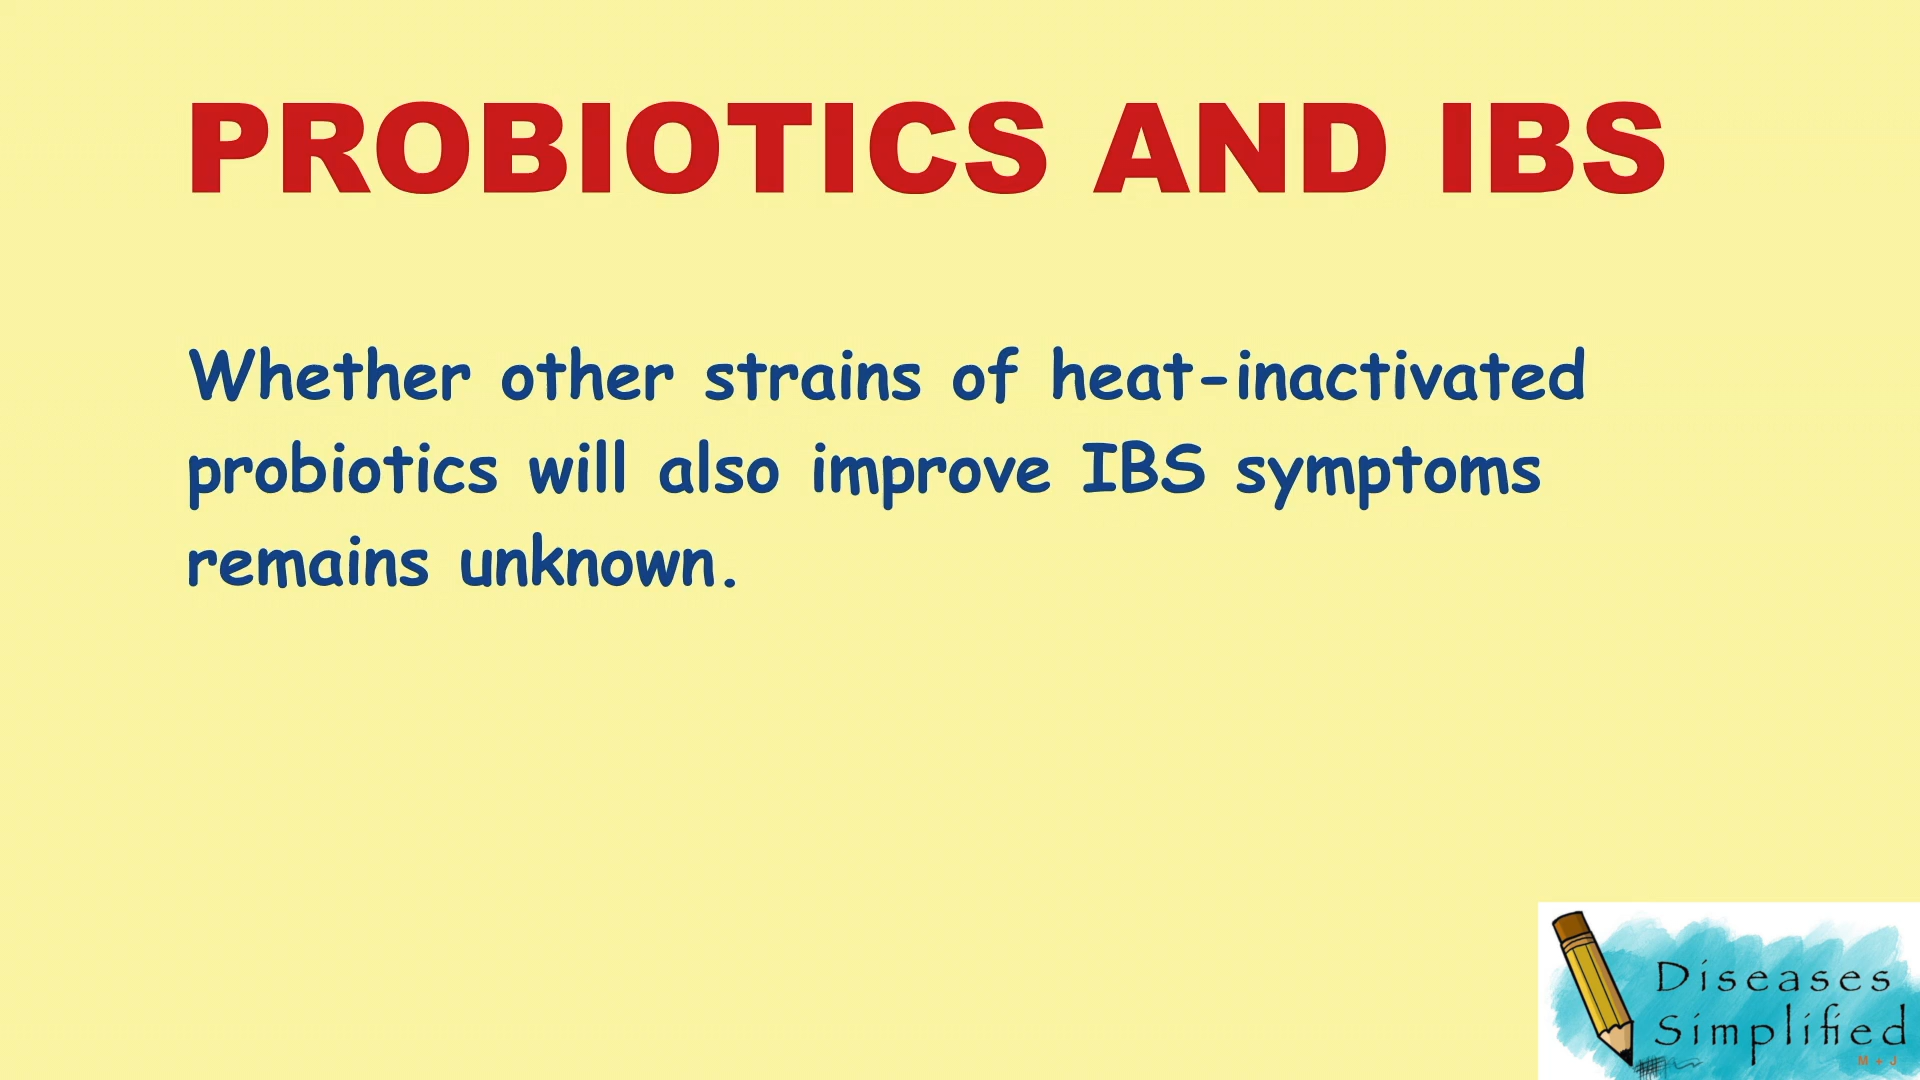 PROBIOTICS AND IBS
Whether other strains of heat-inactivated
probiotics will also improve IBS symptoms
remains unknown.
Diseases
Simplified
M + J